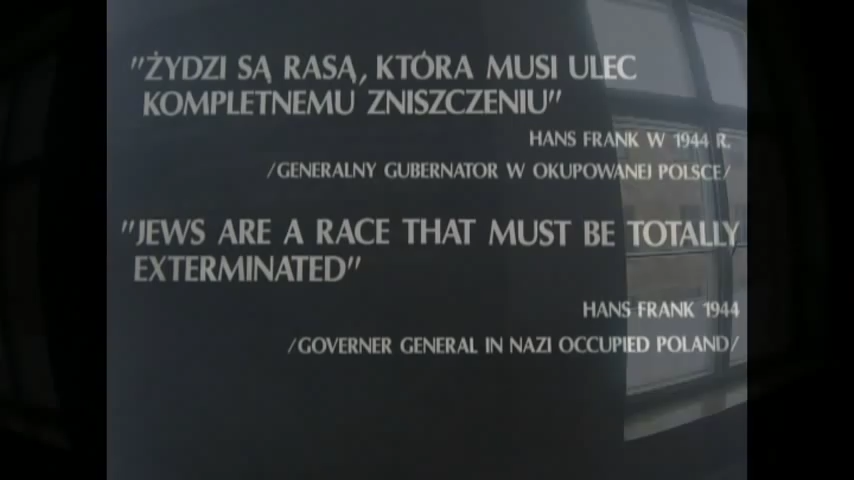 "ŻYDZI SĄ RASĄ, KTÓRA MUSI ULEC
KOMPLETNEMU ZNISZCZENIU"
HANS FRANK W 1944 R.
/GENERALNY GUBERNATOR W OKUPOWANEJ POLSCE/
"JEWS ARE A RACE THAT MUST BE TOTALLY
EXTERMINATED"
HANS FRANK 1944
/GOVERNER GENERAL IN NAZI OCCUPIED POLAND/